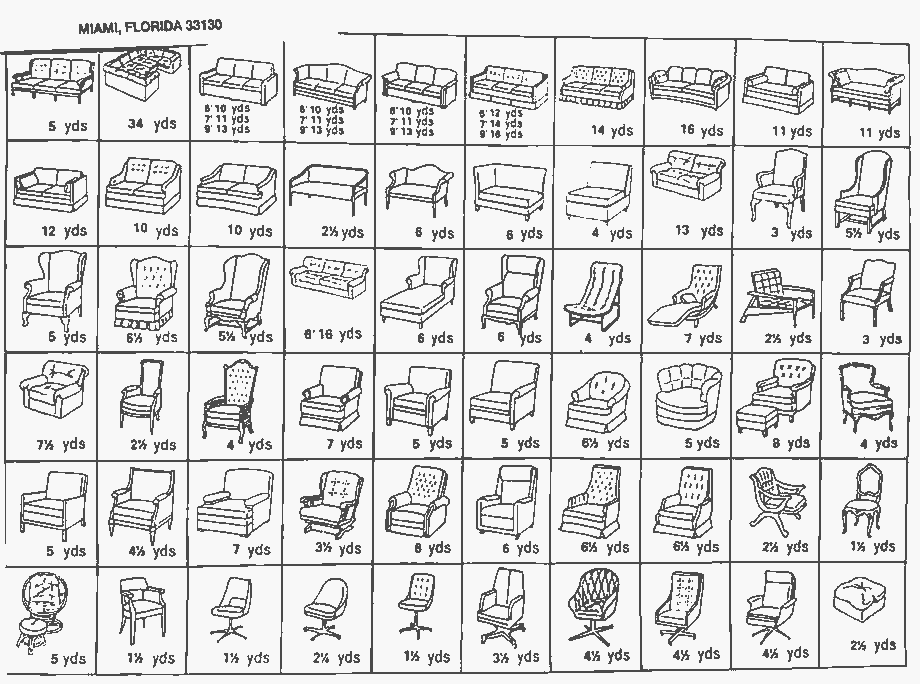 MIAMI, FLORIDA 33130
5 yds
34 yds
6' 10 yds
7' 11 yds
9' 13 yds
6' 10 yds
7' 11 yds
9' 13 yds
6' 10 yds
7' 11 yds
9' 13 yds
6' 12 yds
7' 14 yds
9' 16 yds
14 yds
16 yds
11 yds
11 yds
12 yds
10 yds
10 yds
2½ yds
6 yds
6 yds
4 yds
13 yds
3 yds
5½ yds
5 yds
6½ yds
5½ yds
6' 16 yds
6 yds
6 yds
4 yds
7 yds
2½ yds
3 yds
7½ yds
2½ yds
4 yds
7 yds
5 yds
5 yds
6½ yds
5 yds
8 yds
4 yds
5 yds
4½ yds
7 yds
3½ yds
6 yds
6 yds
6½ yds
6½ yds
2½ yds
1½ yds
5 yds
1½ yds
1½ yds
2¼ yds
1½ yds
3½ yds
4½ yds
4½ yds
4½ yds
2½ yds